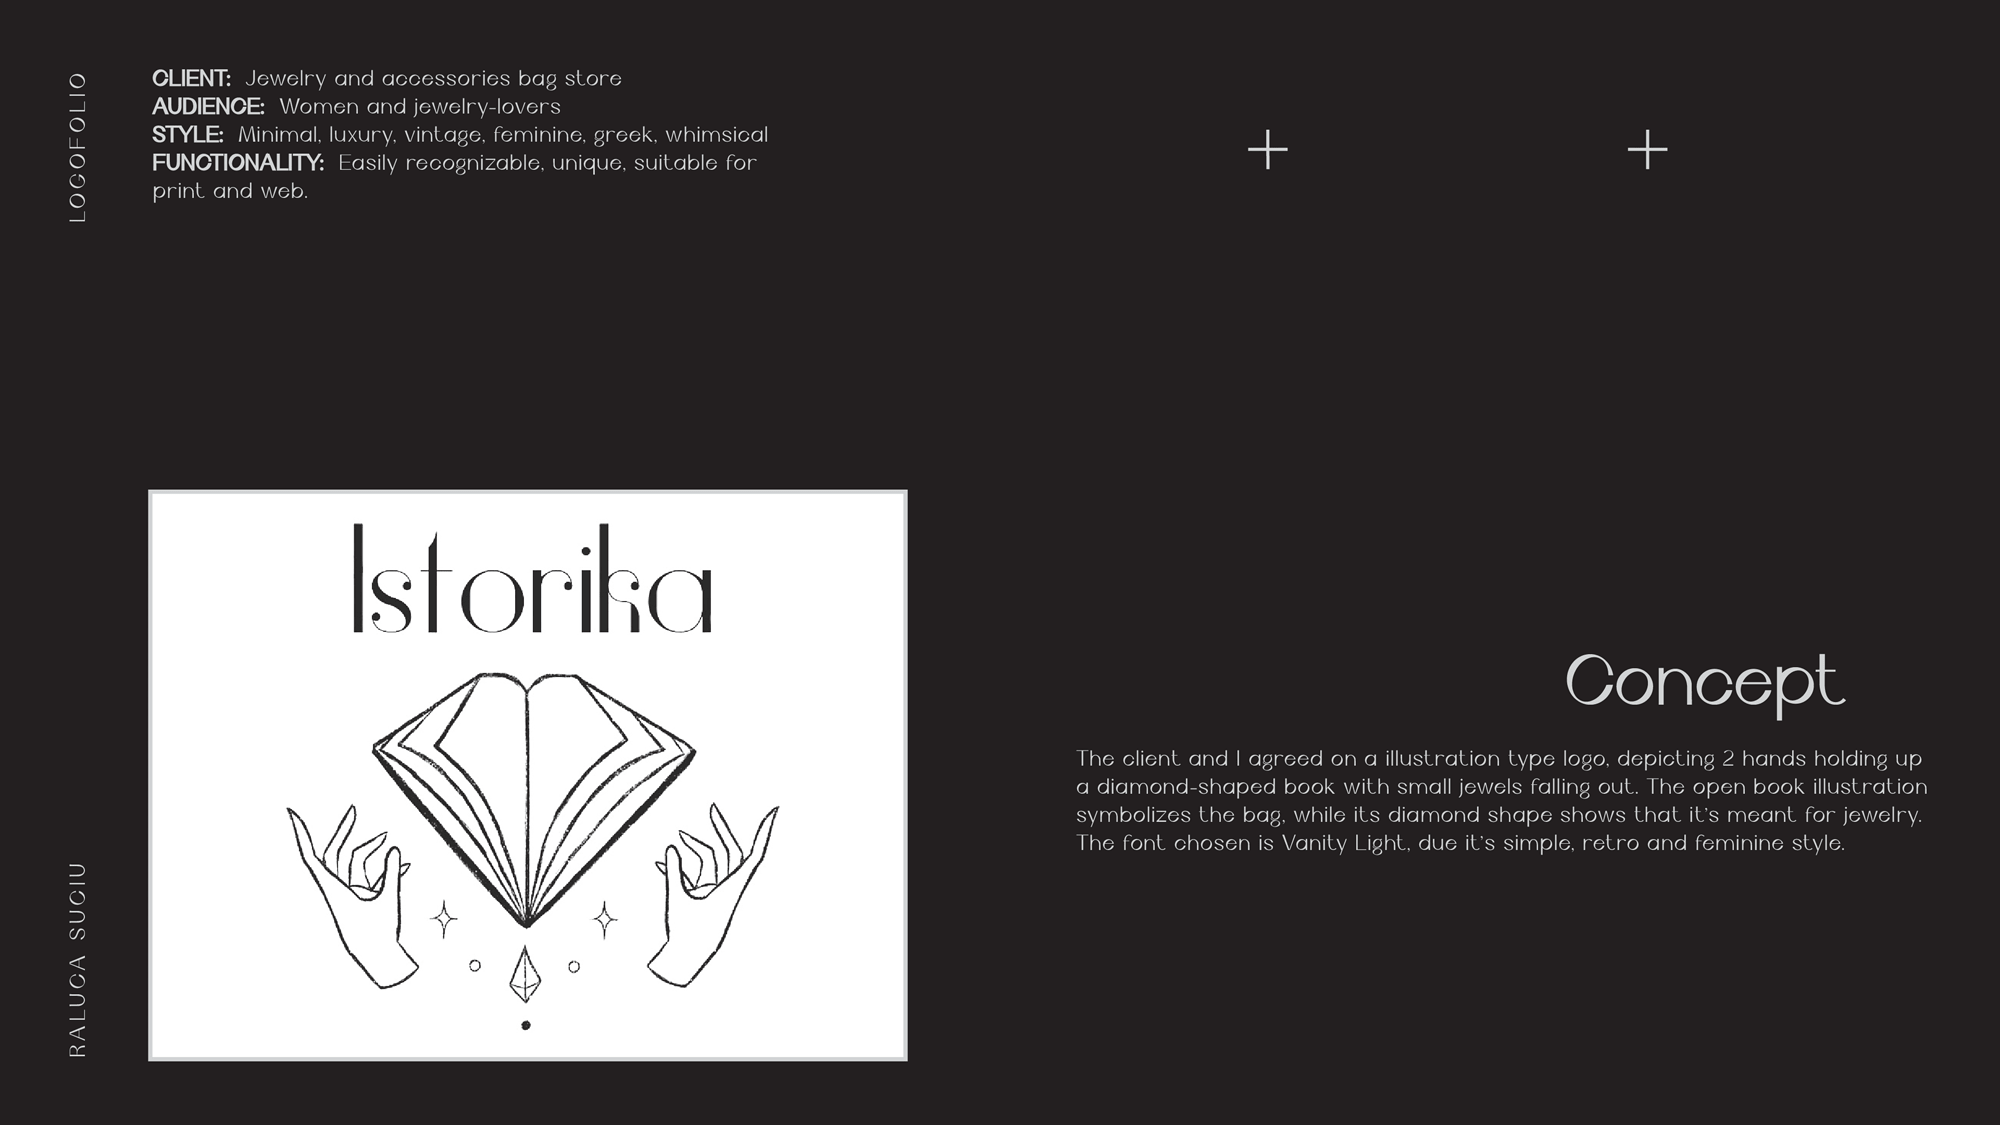 LOGOFOLIO
CLIENT: Jewelry and accessories bag store
AUDIENCE: Women and jewelry-lovers
STYLE: Minimal, luxury, vintage, feminine, greek, whimsical
FUNCTIONALITY: Easily recognizable, unique, suitable for
print and web.
Istorika
Concept
The client and I agreed on a illustration type logo, depicting 2 hands holding up
a diamond-shaped book with small jewels falling out. The open book illustration
symbolizes the bag, while its diamond shape shows that it's meant for jewelry.
The font chosen is Vanity Light, due it's simple, retro and feminine style.
RALUCA SUCIU